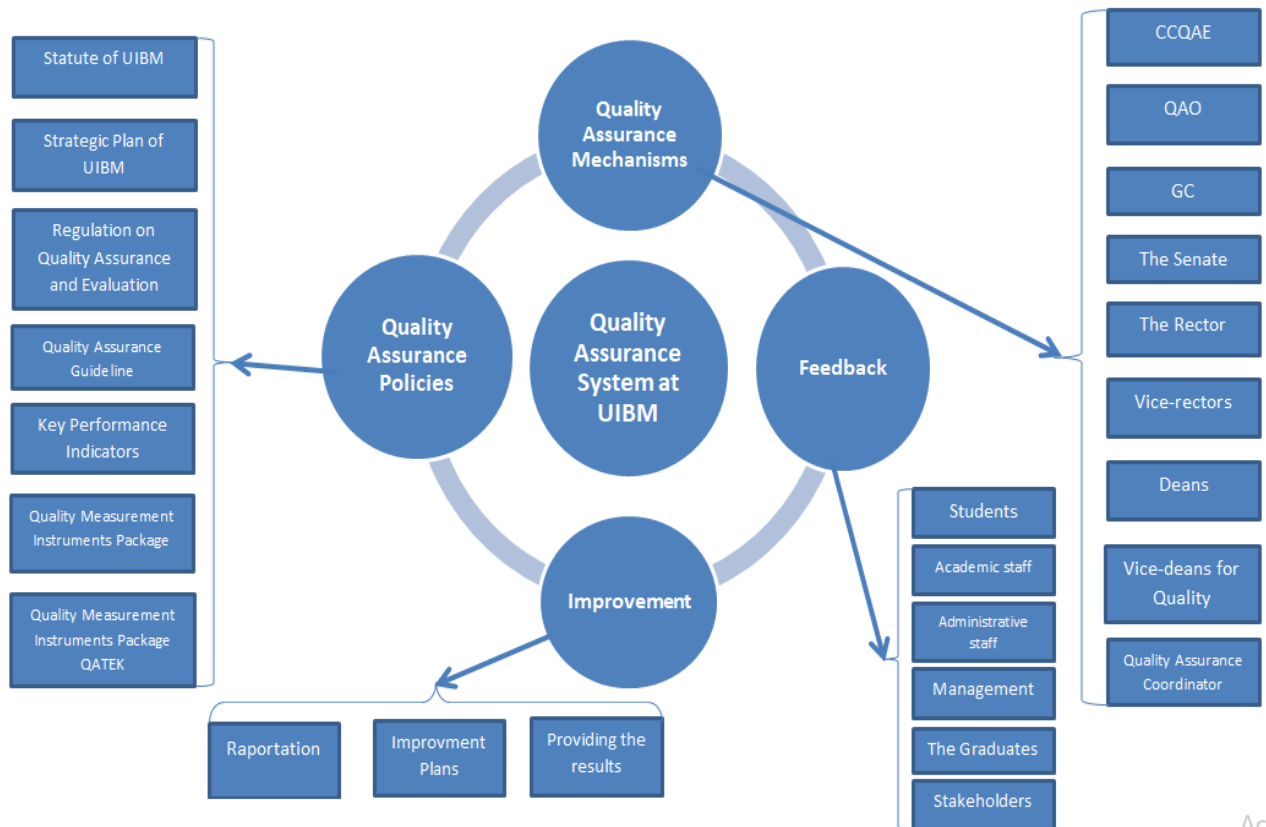 Statute of UIBM
Strategic Plan of
UIBM
Regulation on
Quality Assurance
and Evaluation
Quality Assurance
Guideline
Key Performance
Indicators
Quality Measurement
Instruments Package
Quality Measurement
Instruments Package
QATEK
Quality
Assurance
Mechanisms
Quality
Assurance
Policies
Quality
Assurance
System at
UIBM
Feedback
Improvement
Raportation
Improvment
Plans
Providing the
results
Students
Academic staff
Administrative
staff
Management
The Graduates
Stakeholders
CCQAE
QAO
GC
The Senate
The Rector
Vice-rectors
Deans
Vice-deans for
Quality
Quality Assurance
Coordinator